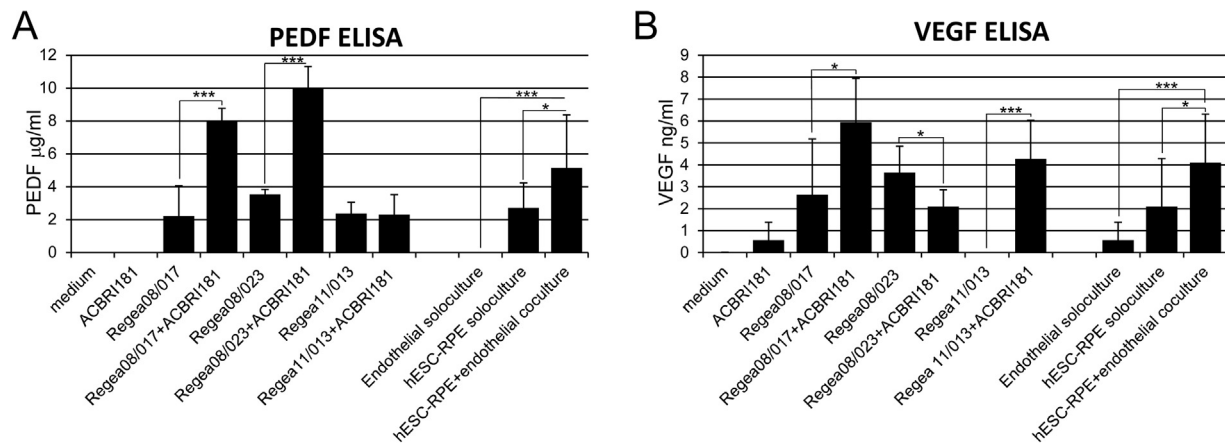 A
PEDF ELISA
PEDF µg/ml
12
10
8
6
4
2
0
***
***
***
*
medium
ACBRI181
Regea08/017
Regea08/017+ACBRI181
Regea08/023
Regea08/023+ACBRI181
Regea11/013
Regea11/013+ACBRI181
Endothelial soloculture
hESC-RPE soloculture
hESC-RPE+endothelial coculture
B
VEGF ELISA
VEGF ng/ml
9
8
7
6
5
4
3
2
1
0
*
*
***
***
*
medium
ACBRI181
Regea08/017
Regea08/017+ACBRI181
Regea08/023
Regea08/023+ACBRI181
Regea11/013
Regea 11/013+ACBRI181
Endothelial soloculture
hESC-RPE soloculture
hESC-RPE+endothelial coculture